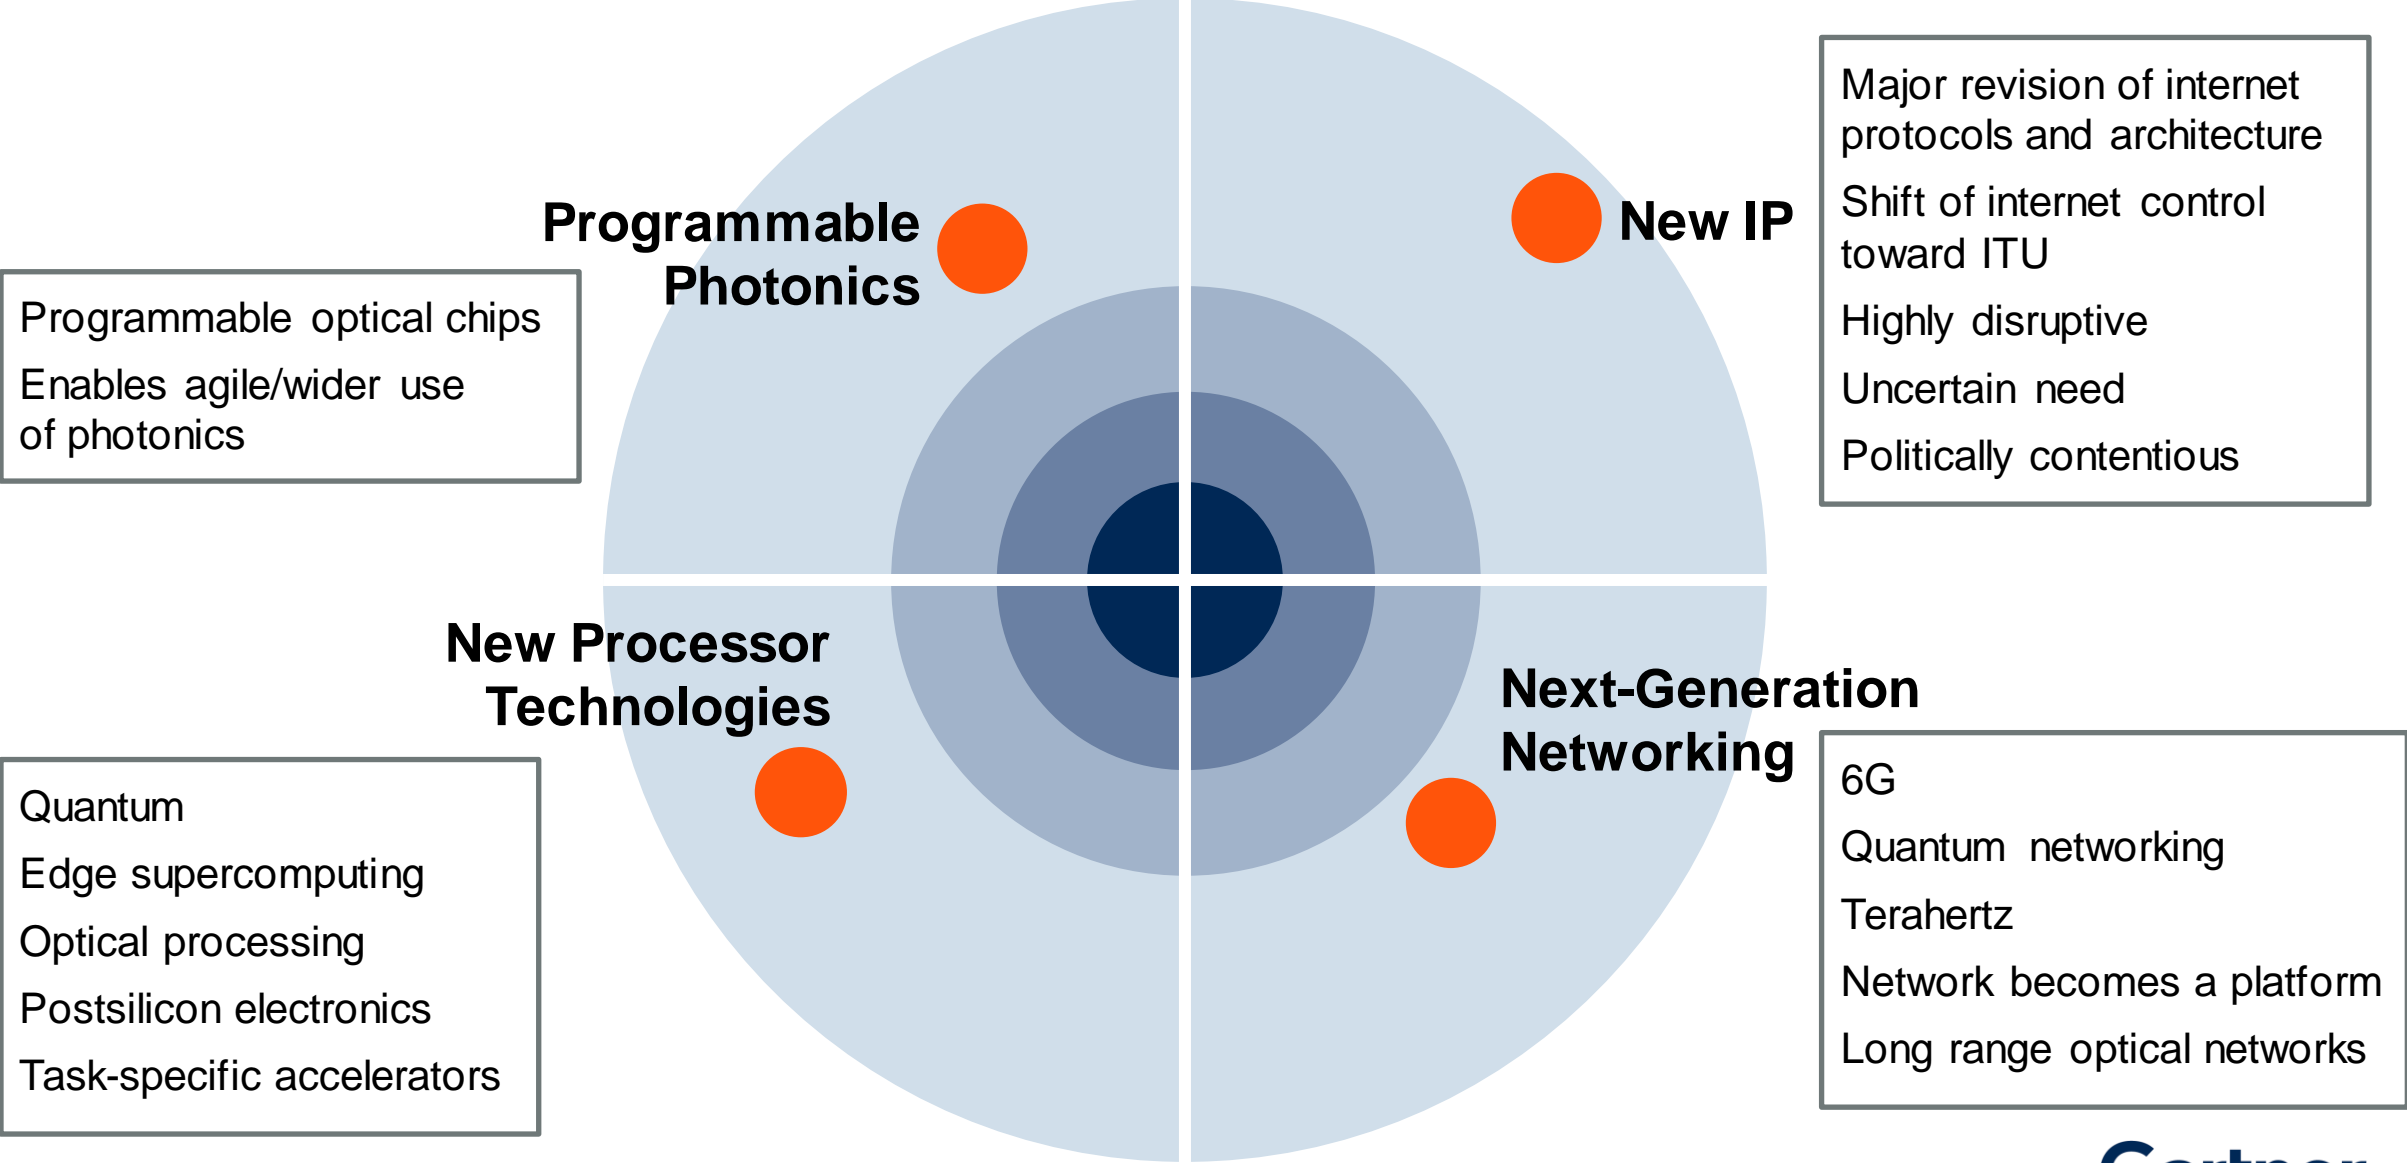 Programmable
Photonics
Programmable optical chips
Enables agile/wider use
of photonics
New IP
Major revision of internet
protocols and architecture
Shift of internet control
toward ITU
Highly disruptive
Uncertain need
Politically contentious
New Processor
Technologies
Quantum
Edge supercomputing
Optical processing
Postsilicon electronics
Task-specific accelerators
Next-Generation
Networking
6G
Quantum networking
Terahertz
Network becomes a platform
Long range optical networks
Gartner